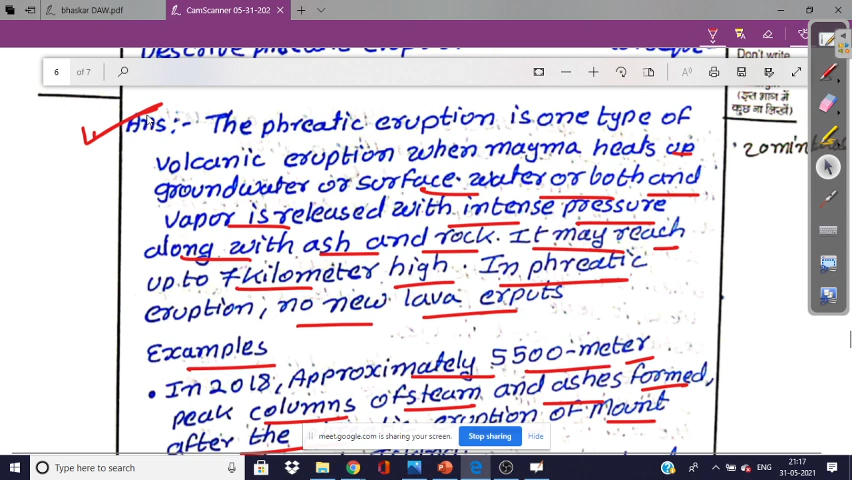 bhaskar DAW.pdf
CamScanner 05-31-202
6 of 7
Don't write
(इस भाग में
कुछ ना लिखें)
Ans:- The phreatic eruption is one type of
volcanic eruption when mayma heats up
groundwater or surface water or both and
vapor is released with intense pressure
along with ash and rock. It may reach
up to 7 kilometer high. In phreatic
eruption, no new lava erputs
Examples
• In 2018, Approximately 5500-meter
peak columns of steam and ashes formed,
after the eruption of Mount
• 20 min
meet.google.com is sharing your screen. Stop sharing Hide
Type here to search
ENG
21:17
31-05-2021